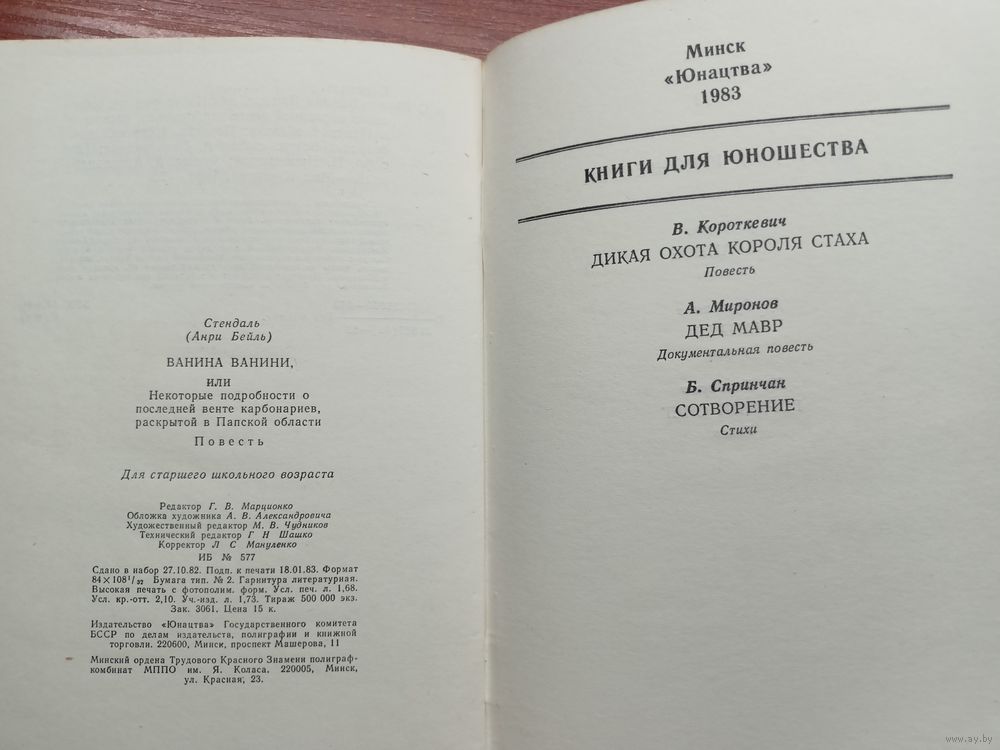 Стендаль
(Анри Бейль)
ВАНИНА ВАНИНИ,
или
Некоторые подробности о
последней венте карбонариев,
раскрытой в Папской области
Повесть
Для старшего школьного возраста
Редактор Г. В. Марционко
Обложка художника А. В. Александровича
Художественный редактор М. В. Чудников
Технический редактор Г Н Шашко
Корректор Л С Мануленко
ИБ № 577
Сдано в набор 27.10.82. Подп. к печати 18.01.83. Формат
84×108¹/₃₂ Бумага тип. № 2. Гарнитура литературная.
Высокая печать с фотополим. форм. Усл. печ. л. 1,68.
Усл. кр.-отт. 2,10. Уч.-изд. л. 1,73. Тираж 500 000 экз.
Зак. 3061. Цена 15 к.
Издательство «Юнацтва» Государственного комитета
БССР по делам издательств, полиграфии и книжной
торговли. 220600, Минск, проспект Машерова, 11
Минский ордена Трудового Красного Знамени полиграф-
комбинат МППО им. Я. Коласа. 220005, Минск,
ул. Красная, 23.
Минск
«Юнацтва»
1983
КНИГИ ДЛЯ ЮНОШЕСТВА
В. Короткевич
ДИКАЯ ОХОТА КОРОЛЯ СТАХА
Повесть
А. Миронов
ДЕД МАВР
Документальная повесть
Б. Спринчан
СОТВОРЕНИЕ
Стихи
www.ay.by